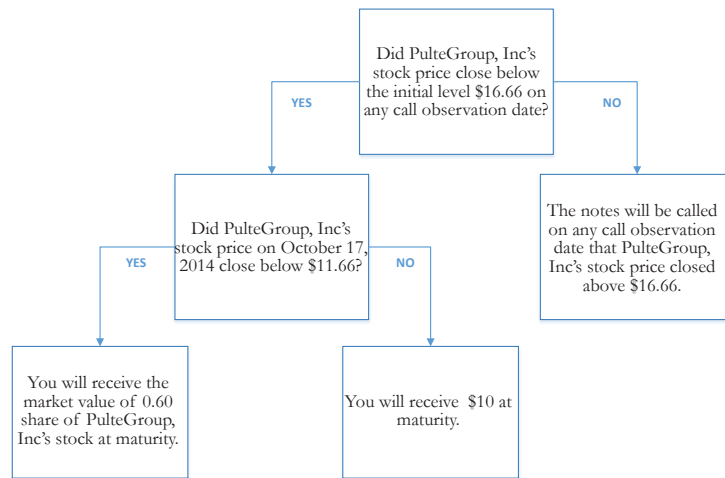 Did PulteGroup, Inc's
stock price close below
the initial level $16.66 on
any call observation date?
YES
NO
Did PulteGroup, Inc's
stock price on October 17,
2014 close below $11.66?
The notes will be called
on any call observation
date that PulteGroup,
Inc's stock price closed
above $16.66.
YES
NO
You will receive the
market value of 0.60
share of PulteGroup,
Inc's stock at maturity.
You will receive $10 at
maturity.